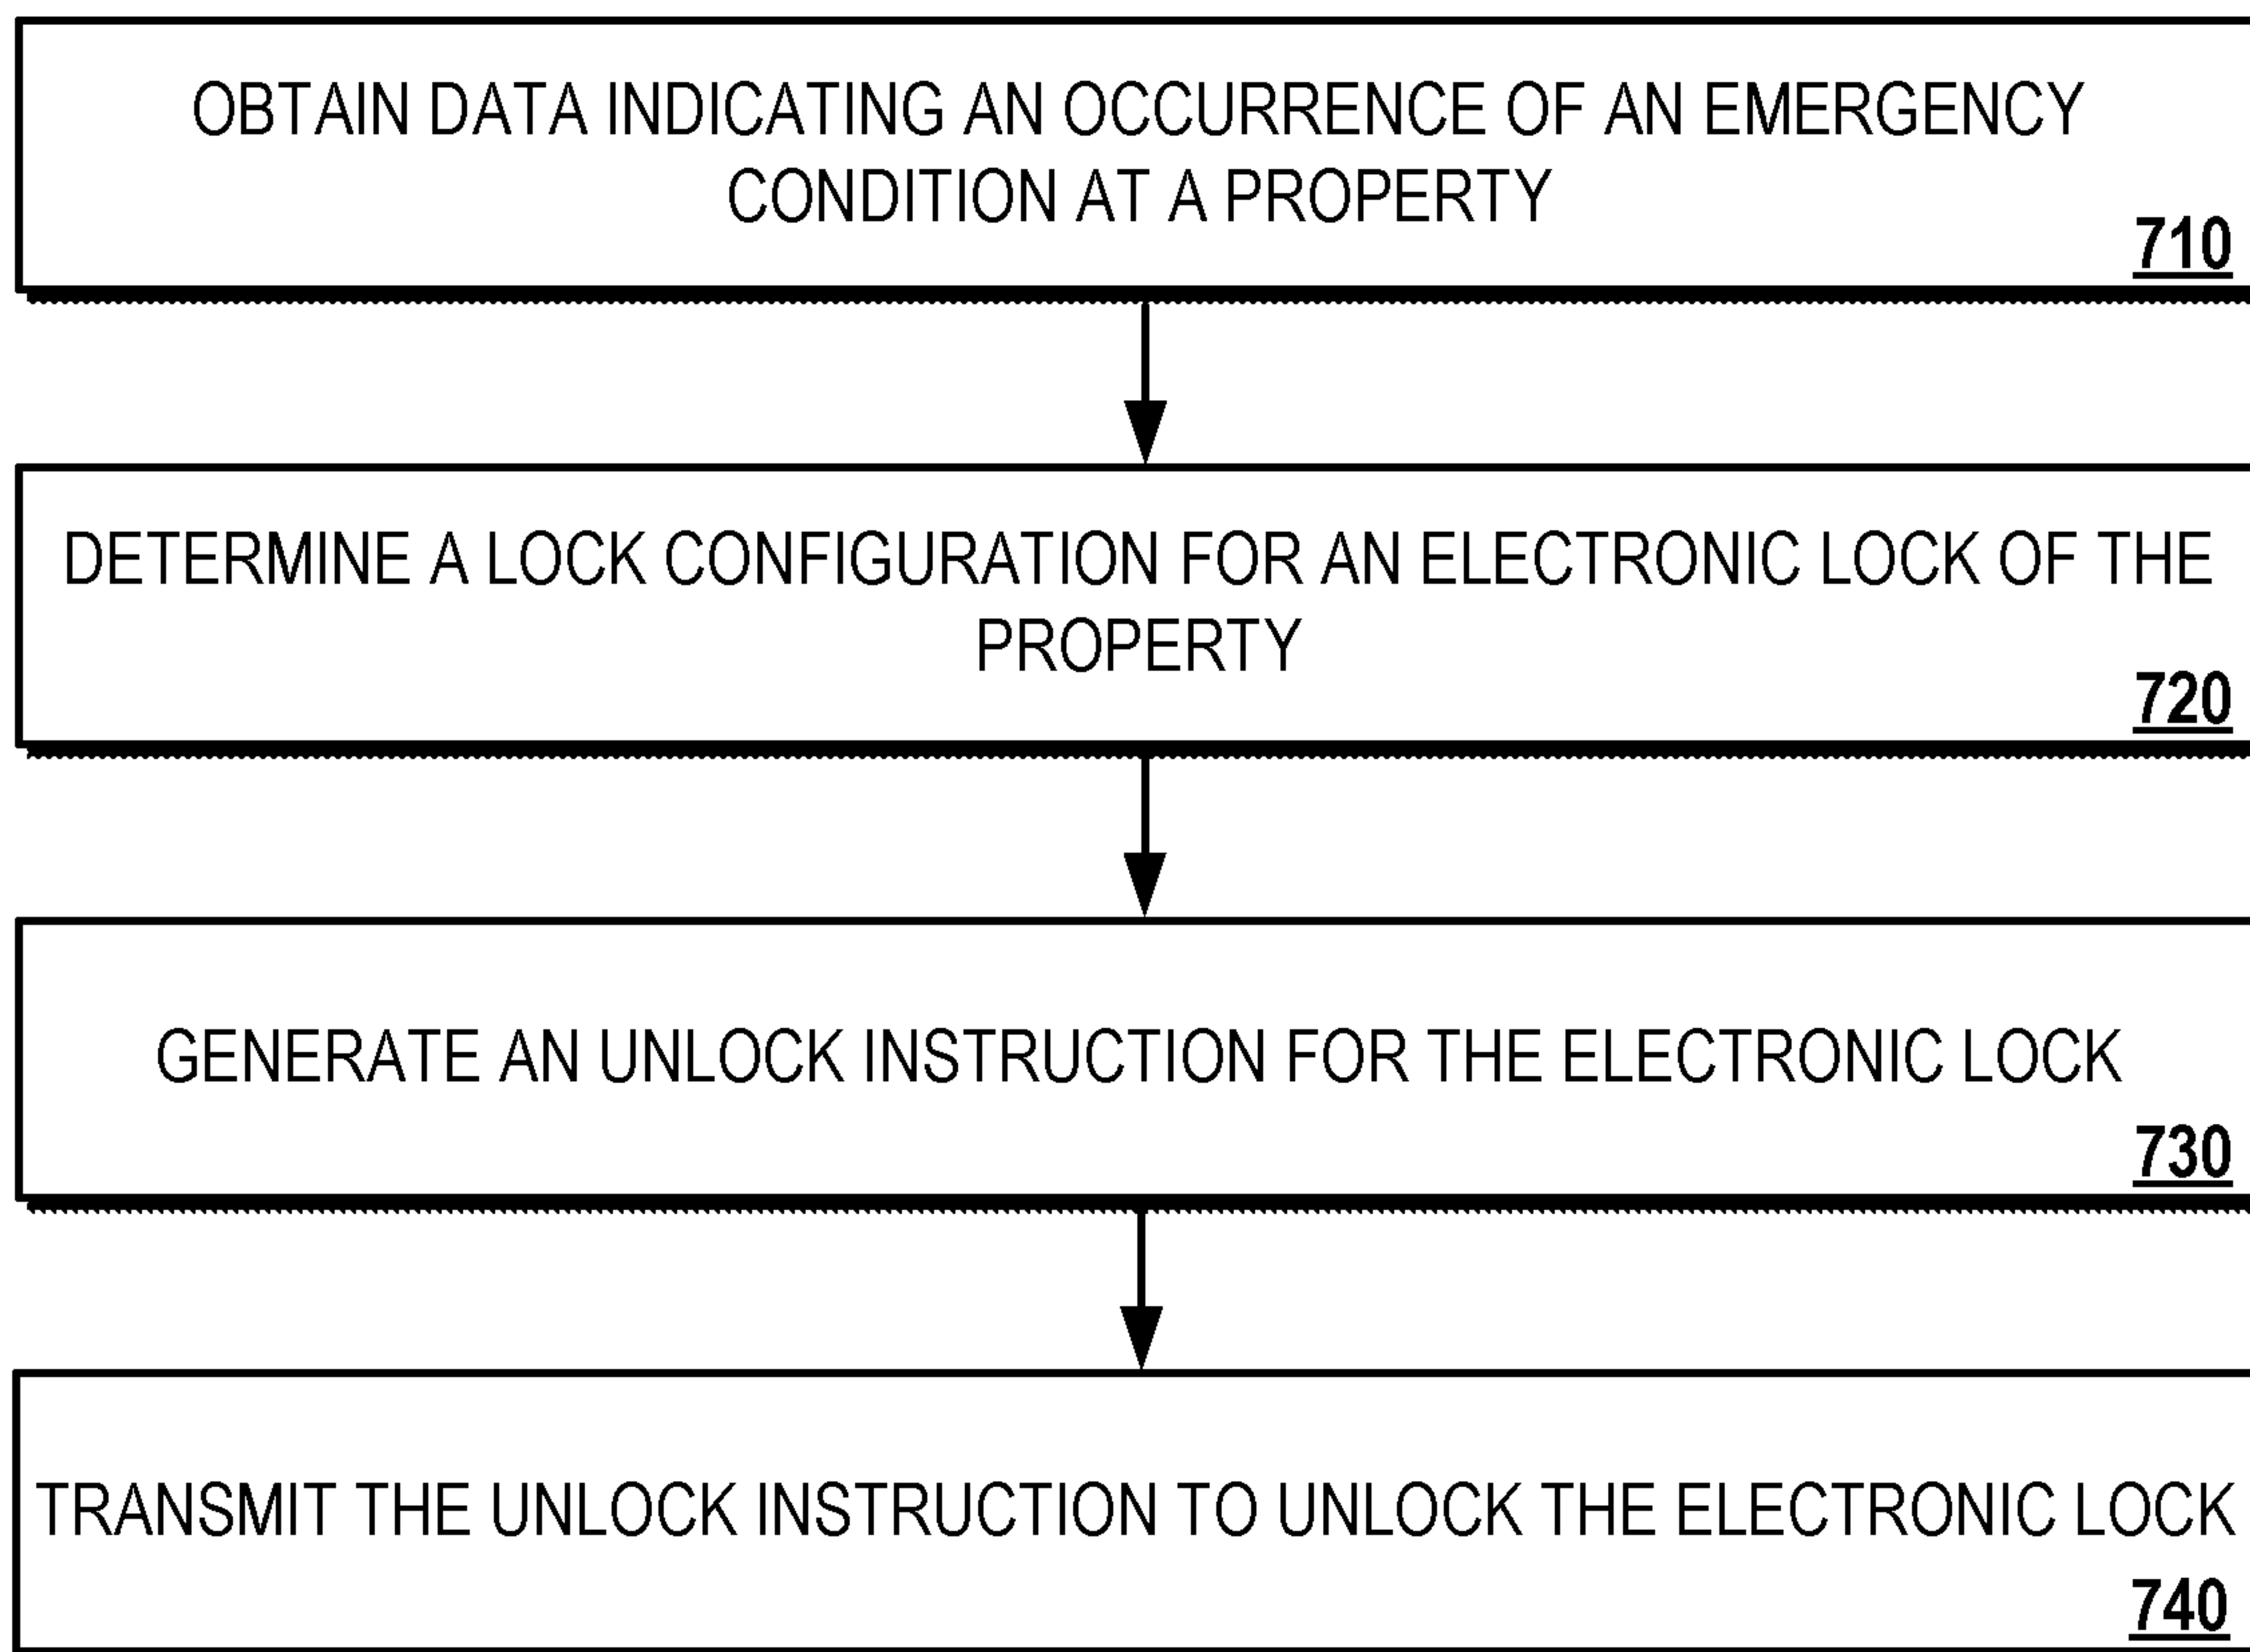 OBTAIN DATA INDICATING AN OCCURRENCE OF AN EMERGENCY
CONDITION AT A PROPERTY
710
DETERMINE A LOCK CONFIGURATION FOR AN ELECTRONIC LOCK OF THE
PROPERTY
720
GENERATE AN UNLOCK INSTRUCTION FOR THE ELECTRONIC LOCK
730
TRANSMIT THE UNLOCK INSTRUCTION TO UNLOCK THE ELECTRONIC LOCK
740